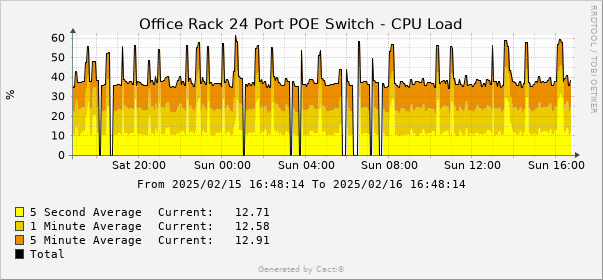 Office Rack 24 Port POE Switch - CPU Load
RRDTOOL / TOBI OETIKER
%
60
50
40
30
20
10
0
Sat 20:00 Sun 00:00 Sun 04:00 Sun 08:00 Sun 12:00 Sun 16:00
From 2025/02/15 16:48:14 To 2025/02/16 16:48:14
5 Second Average Current: 12.71
1 Minute Average Current: 12.58
5 Minute Average Current: 12.91
Total
Generated by Cacti®